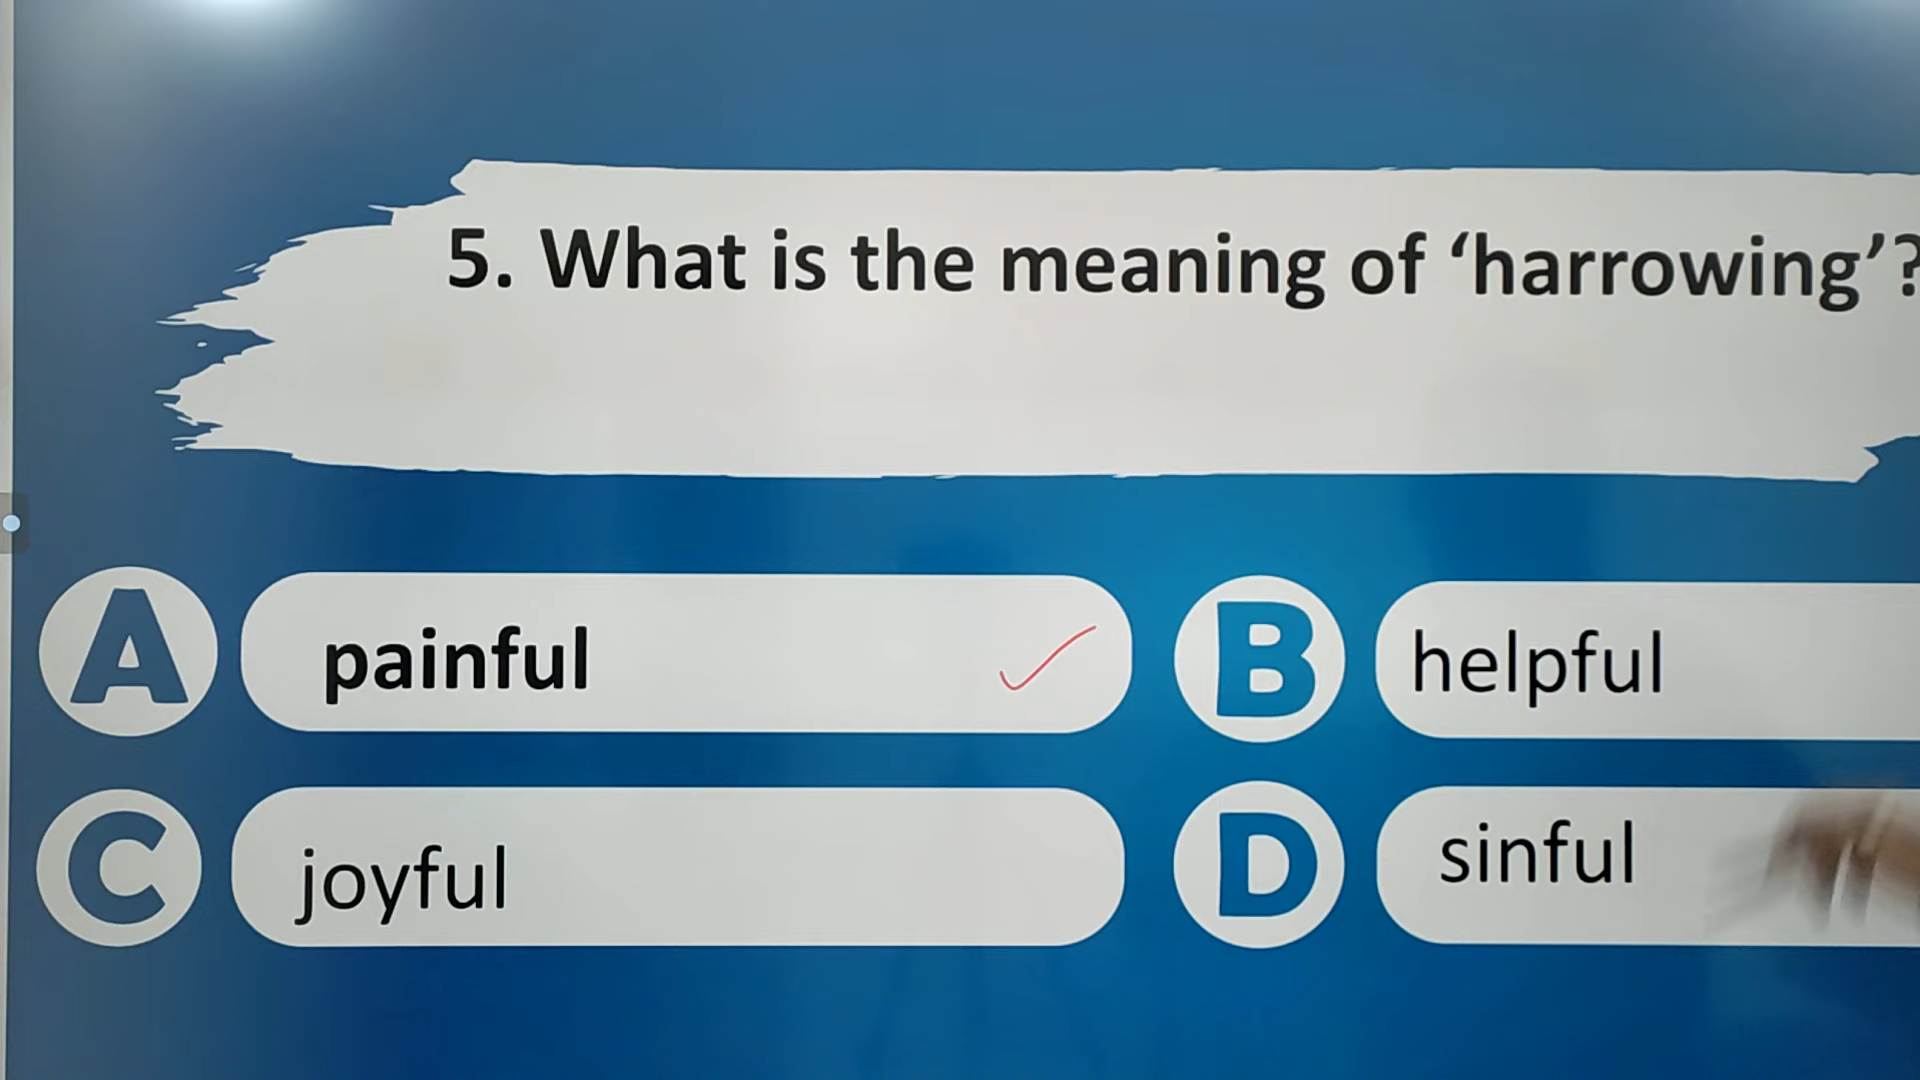 5. What is the meaning of ‘harrowing’?
A painful
B helpful
C joyful
D sinful